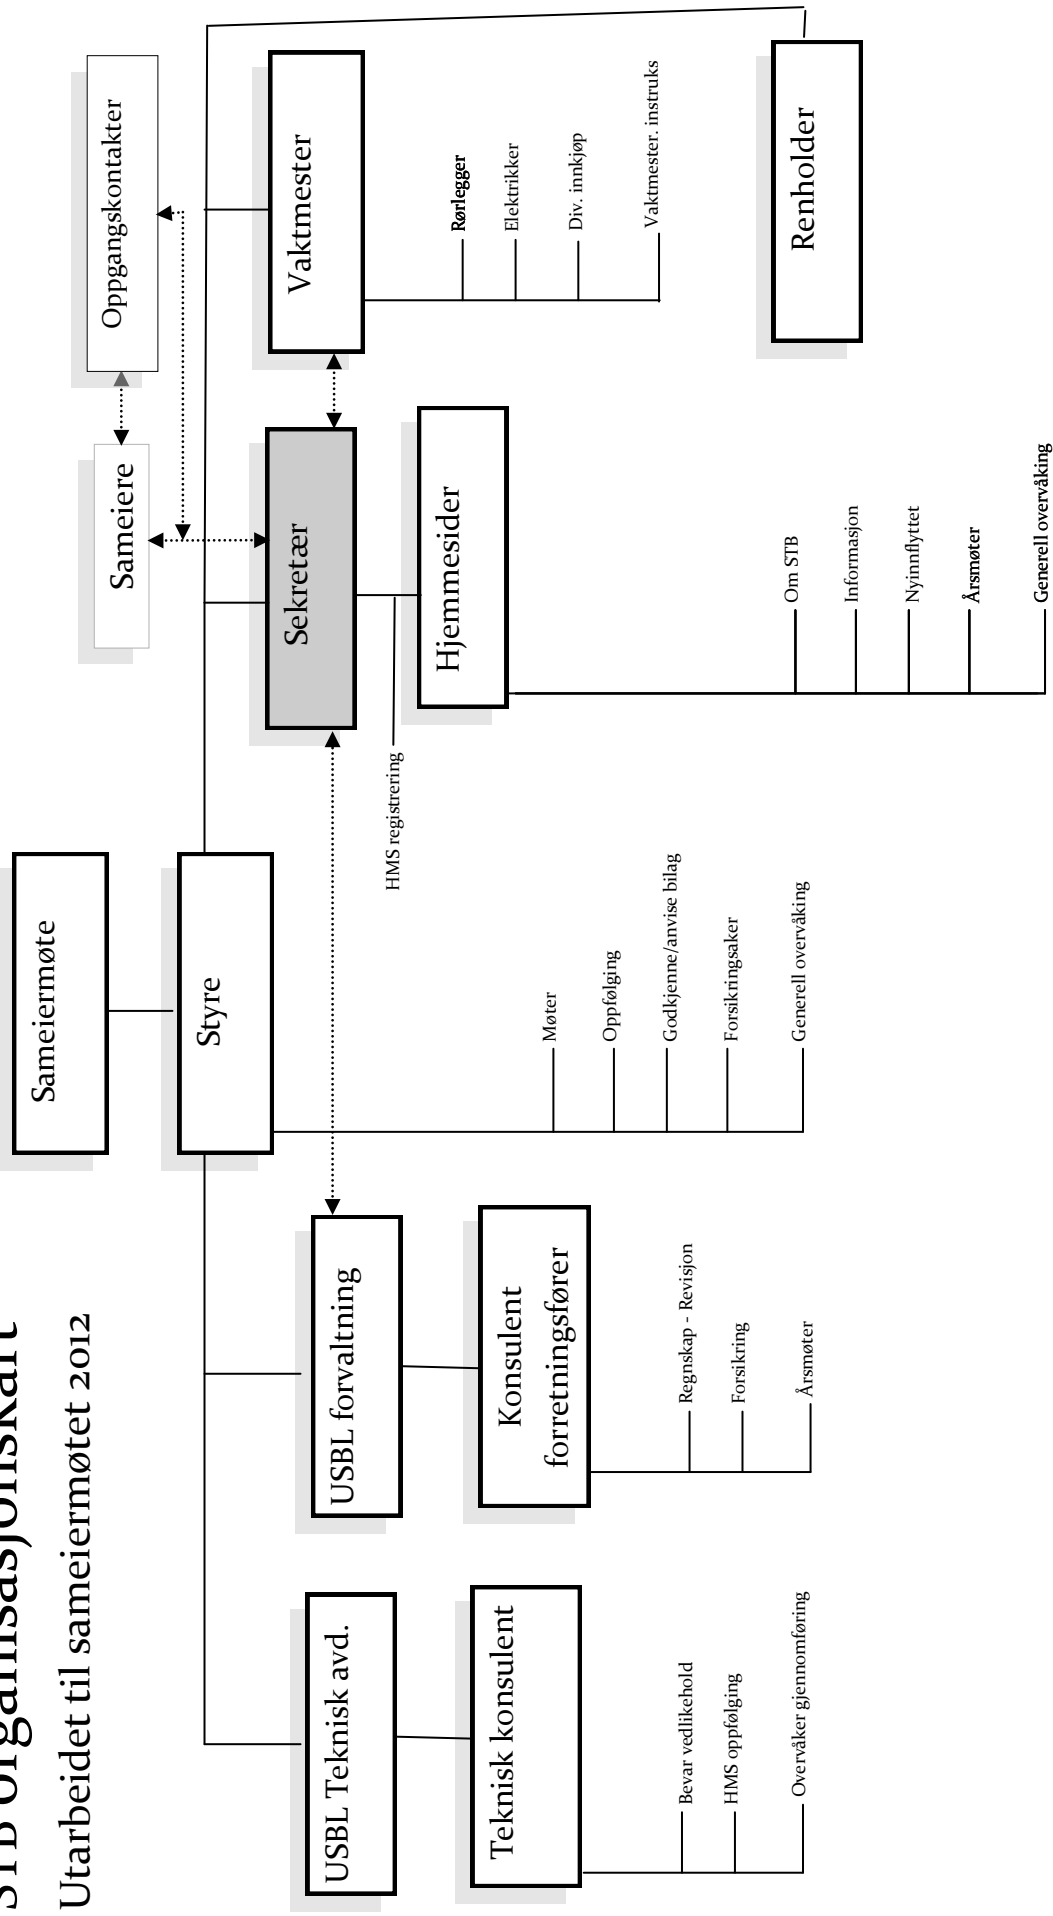 STB organisasjonskart
Utarbeidet til sameiermøtet 2012
Sameiermøte
Styre
Sameiere
Oppgangskontakter
USBL Teknisk avd.
USBL forvaltning
Sekretær
Vaktmester
Teknisk konsulent
Konsulent
forretningsfører
HMS registrering
Hjemmesider
Renholder
Bevar vedlikehold
HMS oppfølging
Overvåker gjennomføring
Regnskap - Revisjon
Forsikring
Årsmøter
Møter
Oppfølging
Godkjenne/anvise bilag
Forsikringsaker
Generell overvåking
Om STB
Informasjon
Nyinnflyttet
Årsmøter
Generell overvåking
Rørlegger
Elektrikker
Div. innkjøp
Vaktmester. instruks